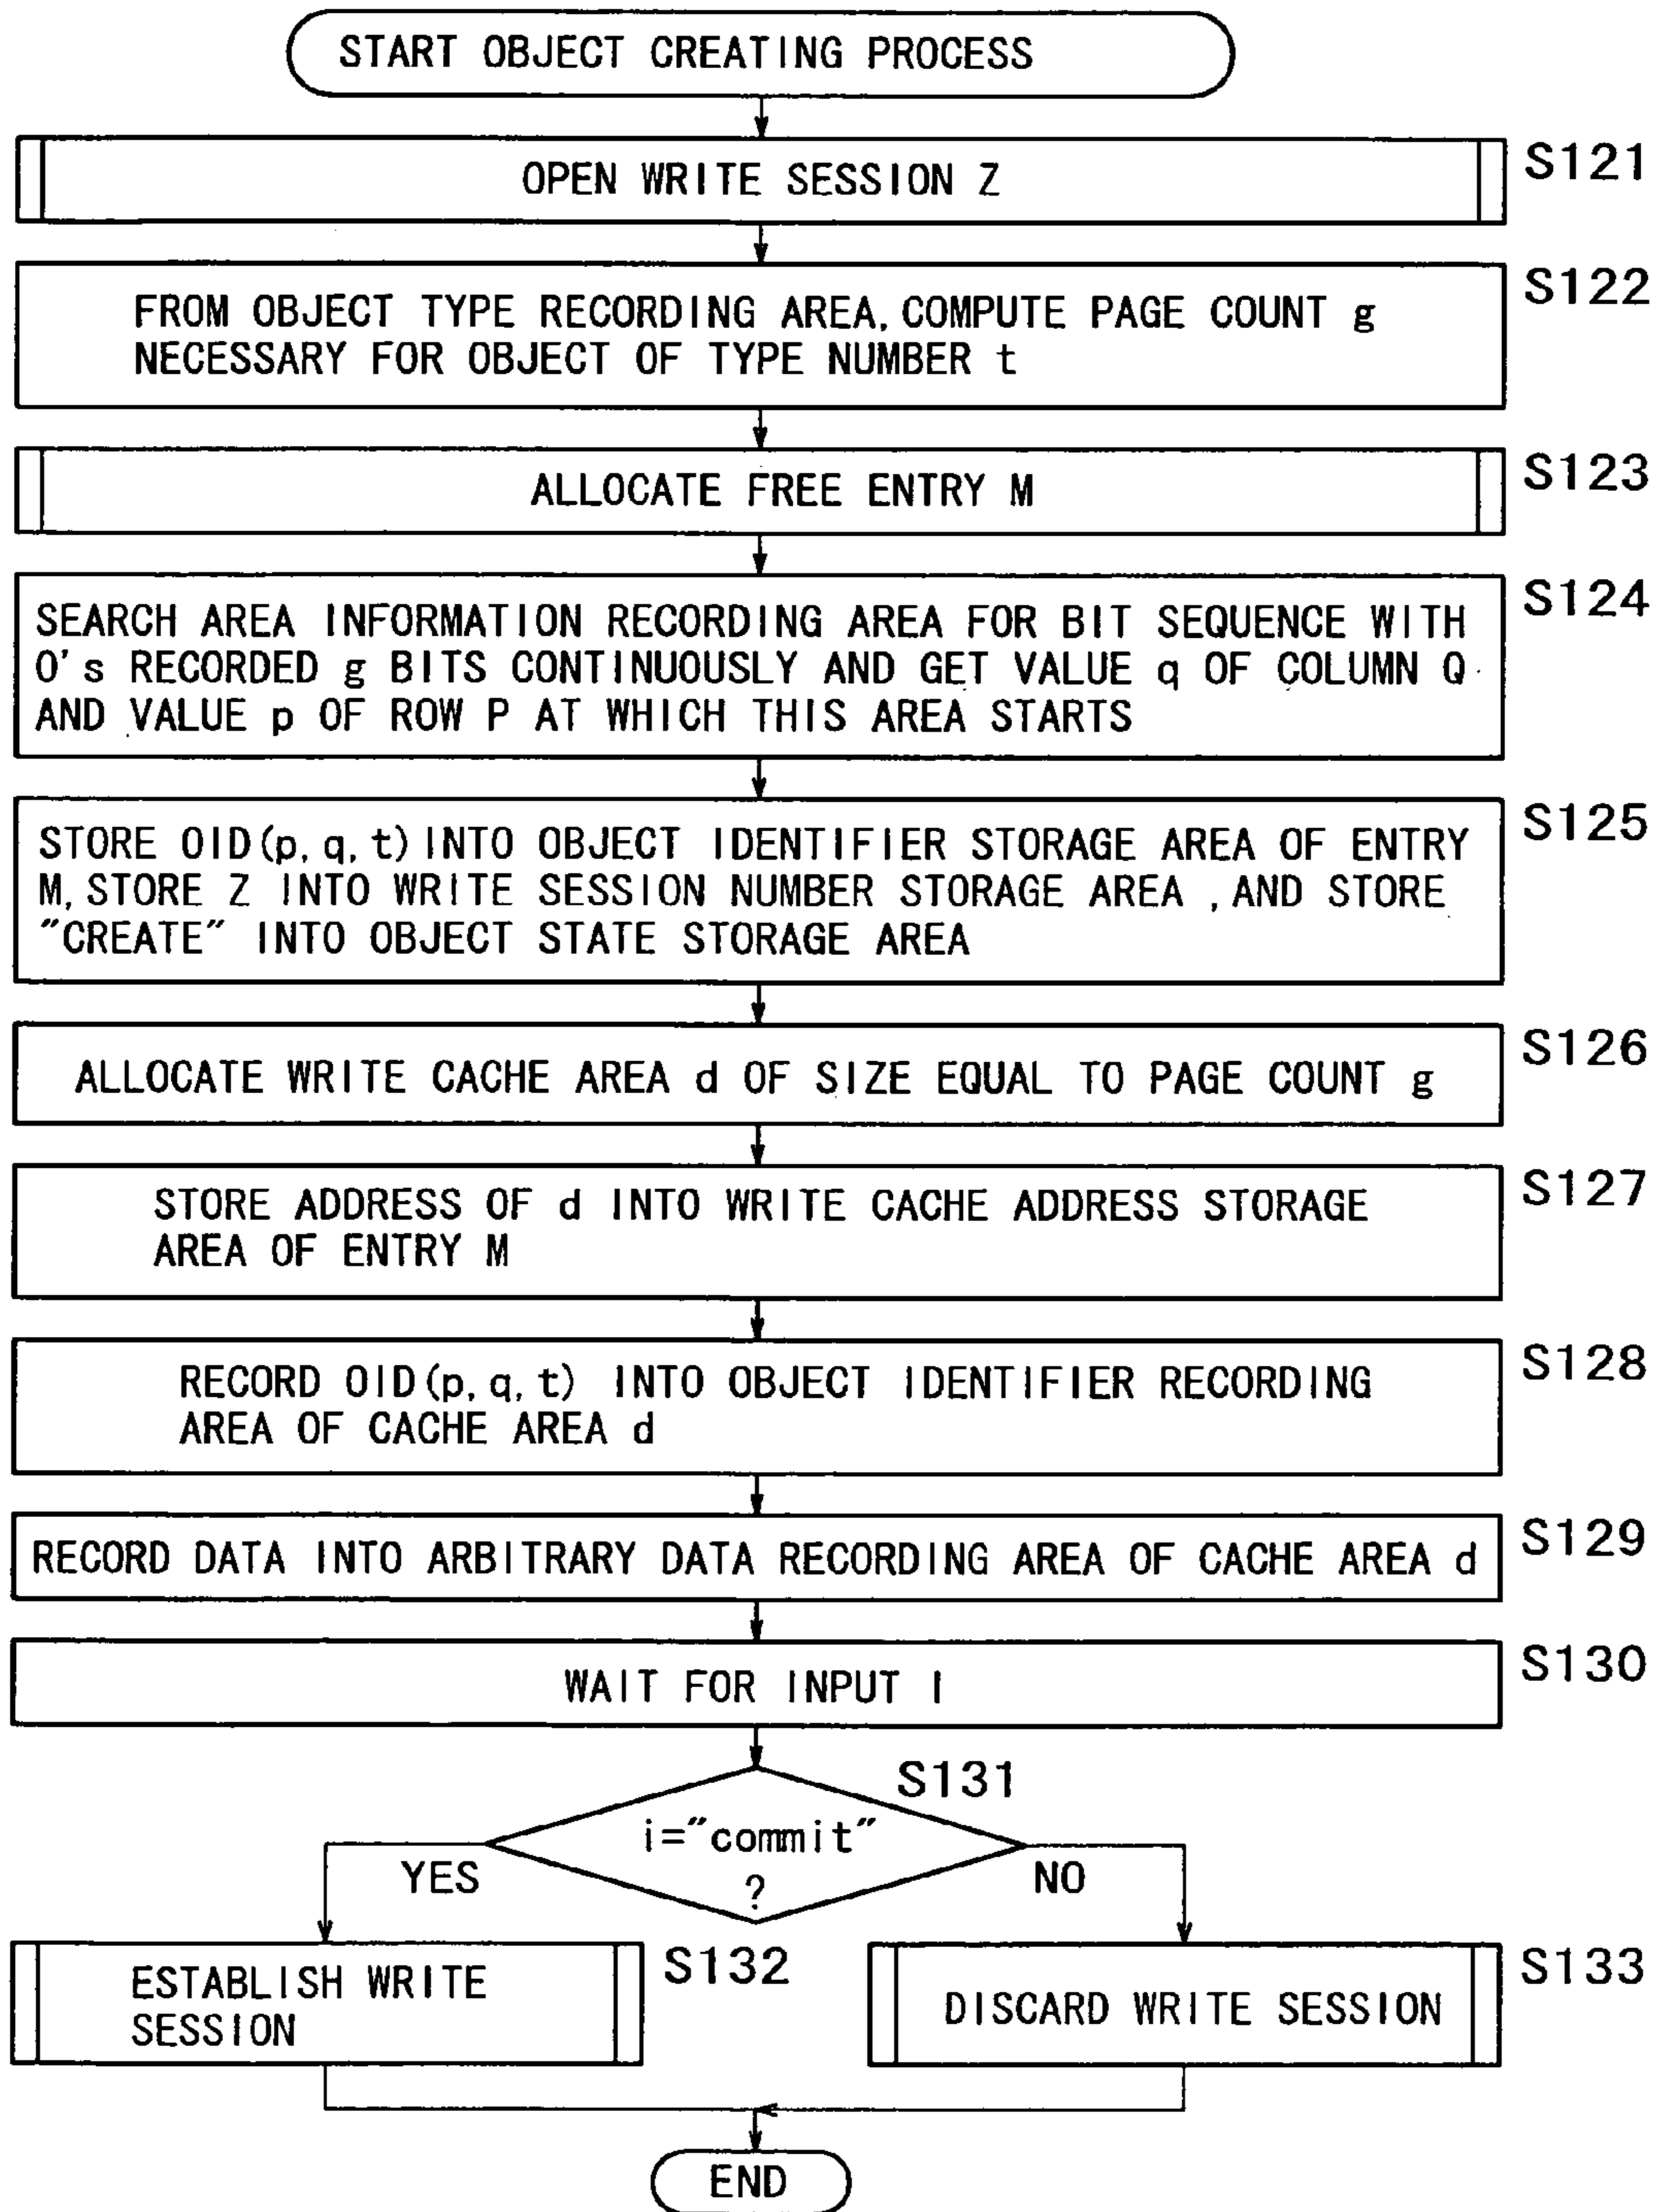 START OBJECT CREATING PROCESS
OPEN WRITE SESSION Z
S121
FROM OBJECT TYPE RECORDING AREA, COMPUTE PAGE COUNT g
NECESSARY FOR OBJECT OF TYPE NUMBER t
S122
ALLOCATE FREE ENTRY M
S123
SEARCH AREA INFORMATION RECORDING AREA FOR BIT SEQUENCE WITH
0's RECORDED g BITS CONTINUOUSLY AND GET VALUE q OF COLUMN Q
AND VALUE p OF ROW P AT WHICH THIS AREA STARTS
S124
STORE OID(p, q, t) INTO OBJECT IDENTIFIER STORAGE AREA OF ENTRY
M, STORE Z INTO WRITE SESSION NUMBER STORAGE AREA , AND STORE
"CREATE" INTO OBJECT STATE STORAGE AREA
S125
ALLOCATE WRITE CACHE AREA d OF SIZE EQUAL TO PAGE COUNT g
S126
STORE ADDRESS OF d INTO WRITE CACHE ADDRESS STORAGE
AREA OF ENTRY M
S127
RECORD OID(p, q, t) INTO OBJECT IDENTIFIER RECORDING
AREA OF CACHE AREA d
S128
RECORD DATA INTO ARBITRARY DATA RECORDING AREA OF CACHE AREA d
S129
WAIT FOR INPUT I
S130
S131
i="commit"
?
YES
NO
ESTABLISH WRITE
SESSION
S132
DISCARD WRITE SESSION
S133
END